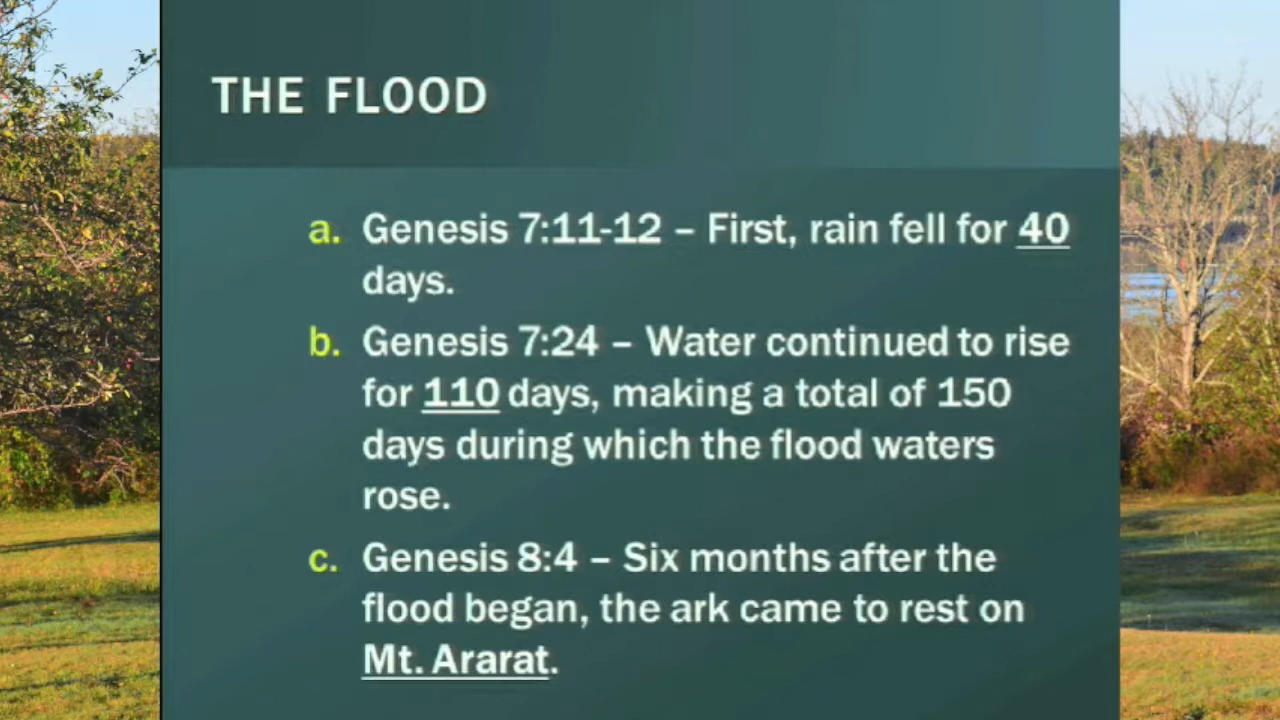 THE FLOOD
a. Genesis 7:11-12 – First, rain fell for 40
days.
b. Genesis 7:24 – Water continued to rise
for 110 days, making a total of 150
days during which the flood waters
rose.
c. Genesis 8:4 – Six months after the
flood began, the ark came to rest on
Mt. Ararat.